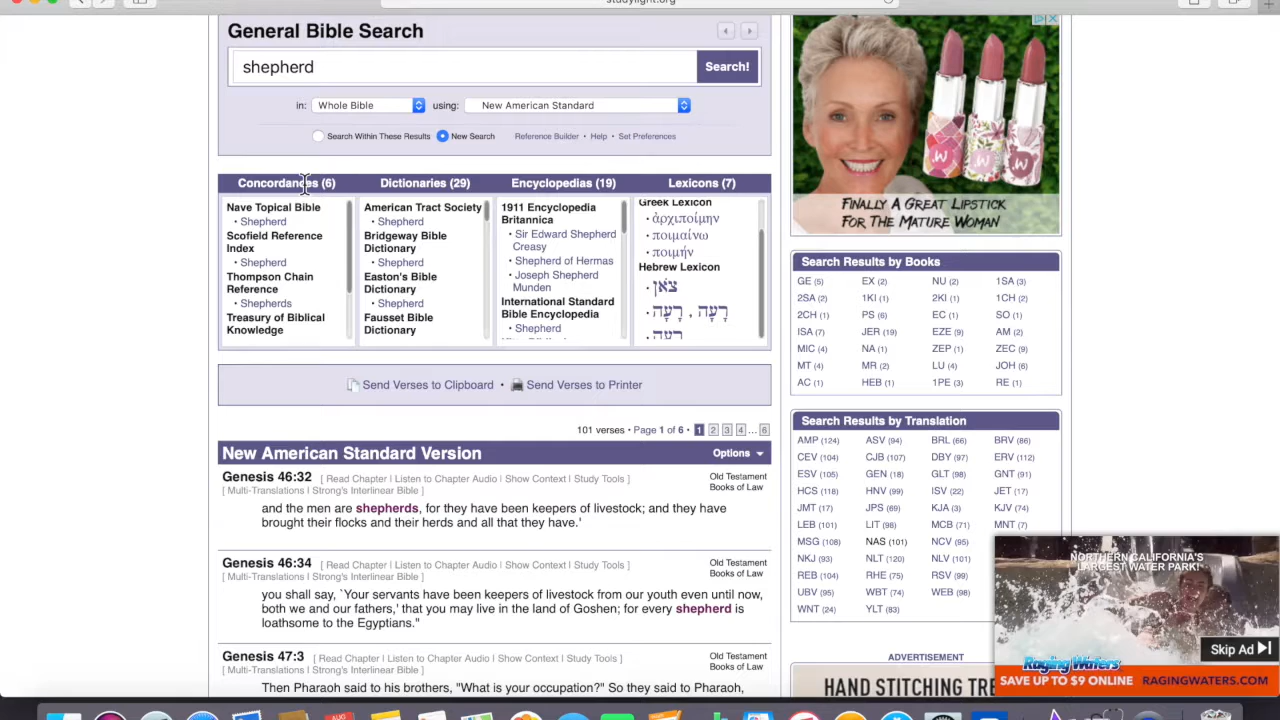 studylight.org
General Bible Search
shepherd
Search!
in: Whole Bible using: New American Standard
Search Within These Results New Search Reference Builder • Help • Set Preferences
Concordances (6) Dictionaries (29) Encyclopedias (19) Lexicons (7)
Nave Topical Bible
• Shepherd
Scofield Reference
Index
• Shepherd
Thompson Chain
Reference
• Shepherds
Treasury of Biblical
Knowledge
American Tract Society
• Shepherd
Bridgeway Bible
Dictionary
• Shepherd
Easton's Bible
Dictionary
• Shepherd
Fausset Bible
Dictionary
1911 Encyclopedia
Britannica
• Sir Edward Shepherd
Creasy
• Shepherd of Hermas
• Joseph Shepherd
Munden
International Standard
Bible Encyclopedia
• Shepherd
Greek Lexicon
• ἀρχιποίμην
• ποιμαίνω
• ποιμήν
Hebrew Lexicon
• צֹאן
• רָעָה , רָעָה
• רעה
Send Verses to Clipboard • Send Verses to Printer
101 verses • Page 1 of 6 • 1 2 3 4 ... 6
New American Standard Version Options
Genesis 46:32 [ Read Chapter | Listen to Chapter Audio | Show Context | Study Tools ]
[ Multi-Translations | Strong's Interlinear Bible ]
Old Testament
Books of Law
and the men are shepherds, for they have been keepers of livestock; and they have
brought their flocks and their herds and all that they have.'
Genesis 46:34 [ Read Chapter | Listen to Chapter Audio | Show Context | Study Tools ]
[ Multi-Translations | Strong's Interlinear Bible ]
Old Testament
Books of Law
you shall say, `Your servants have been keepers of livestock from our youth even until now,
both we and our fathers,' that you may live in the land of Goshen; for every shepherd is
loathsome to the Egyptians."
Genesis 47:3 [ Read Chapter | Listen to Chapter Audio | Show Context | Study Tools ]
[ Multi-Translations | Strong's Interlinear Bible ]
Old Testament
Books of Law
Then Pharaoh said to his brothers, "What is your occupation?" So they said to Pharaoh,
FINALLY A GREAT LIPSTICK
FOR THE MATURE WOMAN
Search Results by Books
GE (5) EX (2) NU (2) 1SA (3)
2SA (2) 1KI (1) 2KI (1) 1CH (2)
2CH (1) PS (6) EC (1) SO (1)
ISA (7) JER (19) EZE (9) AM (2)
MIC (4) NA (1) ZEP (1) ZEC (9)
MT (4) MR (2) LU (4) JOH (6)
AC (1) HEB (1) 1PE (3) RE (1)
Search Results by Translation
AMP (124) ASV (94) BRL (66) BRV (86)
CEV (104) CJB (107) DBY (97) ERV (112)
ESV (105) GEN (18) GLT (98) GNT (91)
HCS (118) HNV (99) ISV (22) JET (17)
JMT (17) JPS (69) KJA (3) KJV (74)
LEB (101) LIT (98) MCB (71) MNT (7)
MSG (108) NAS (101) NCV (95)
NKJ (93) NLT (120) NLV (101)
REB (104) RHE (75) RSV (99)
UBV (95) WBT (74) WEB (98)
WNT (24) YLT (83)
ADVERTISEMENT
HAND STITCHING
NORTHERN CALIFORNIA'S
LARGEST WATER PARK!
Skip Ad
Raging Waters
SAVE UP TO $9 ONLINE RAGINGWATERS.COM
AUG